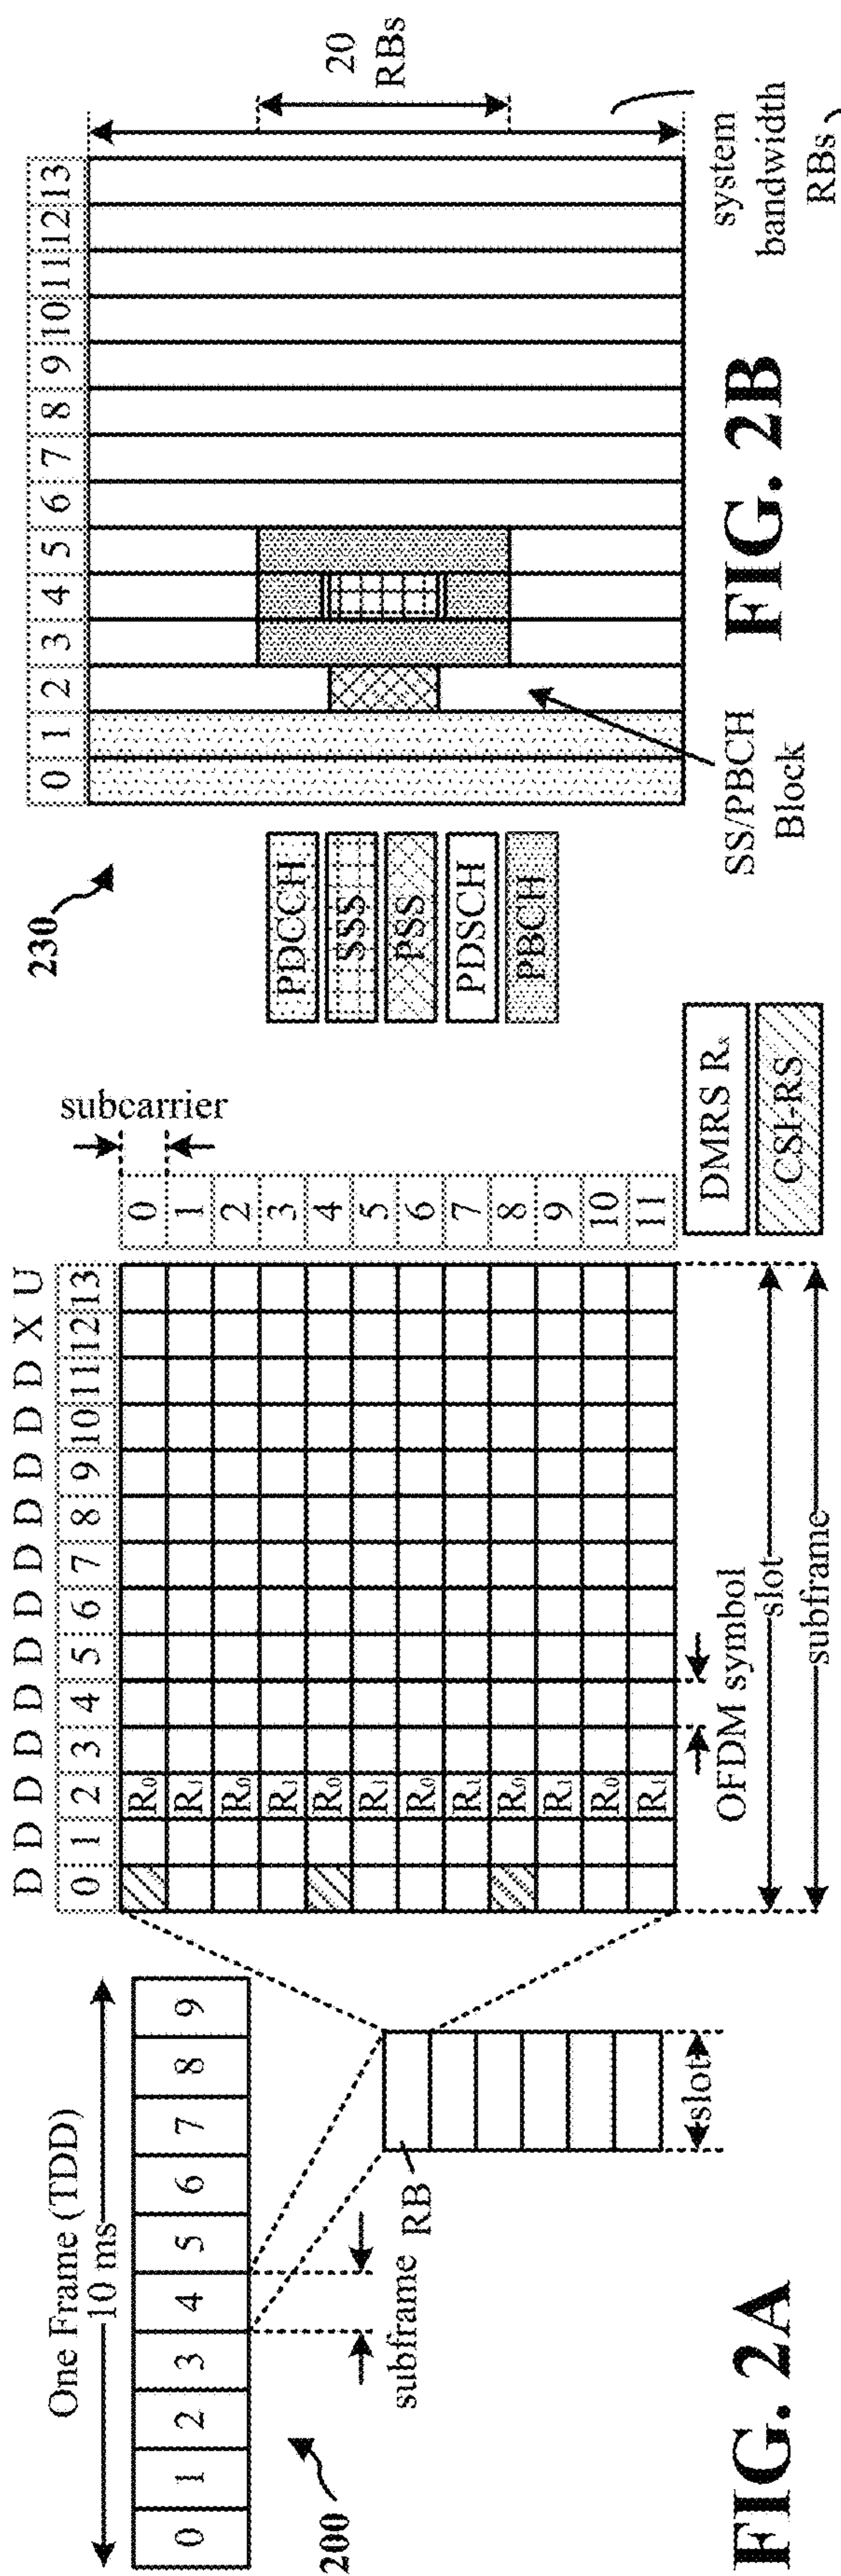 One Frame (TDD)
10 ms
0 1 2 3 4 5 6 7 8 9
200
subframe
RB
slot
FIG. 2A
D D D D D D D D D D D D X U
0 1 2 3 4 5 6 7 8 9 10 11 12 13
subcarrier
R₀ 0
R₁ 1
R₀ 2
R₁ 3
R₀ 4
R₁ 5
R₀ 6
R₁ 7
R₀ 8
R₁ 9
R₀ 10
R₁ 11
OFDM symbol
slot
subframe
DMRS Rₓ
CSI-RS
230
0 1 2 3 4 5 6 7 8 9 10 11 12 13
PDCCH
SSS
PSS
PDSCH
PBCH
20
RBs
SS/PBCH
Block
system
bandwidth
RBs
FIG. 2B